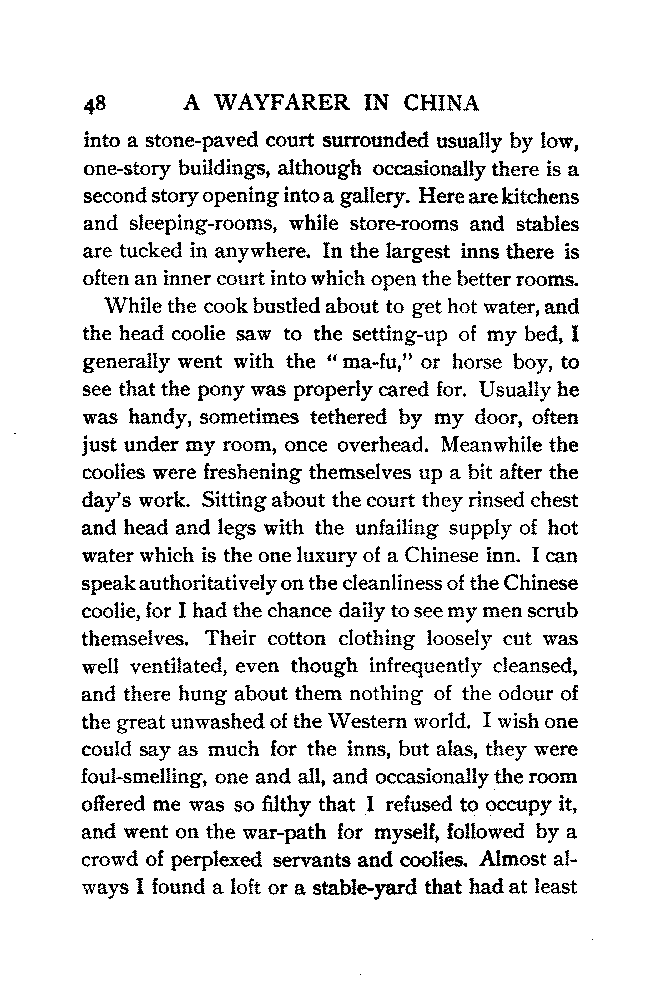 48 A WAYFARER IN CHINA
into a stone-paved court surrounded usually by low,
one-story buildings, although occasionally there is a
second story opening into a gallery. Here are kitchens
and sleeping-rooms, while store-rooms and stables
are tucked in anywhere. In the largest inns there is
often an inner court into which open the better rooms.
While the cook bustled about to get hot water, and
the head coolie saw to the setting-up of my bed, I
generally went with the "ma-fu," or horse boy, to
see that the pony was properly cared for. Usually he
was handy, sometimes tethered by my door, often
just under my room, once overhead. Meanwhile the
coolies were freshening themselves up a bit after the
day's work. Sitting about the court they rinsed chest
and head and legs with the unfailing supply of hot
water which is the one luxury of a Chinese inn. I can
speak authoritatively on the cleanliness of the Chinese
coolie, for I had the chance daily to see my men scrub
themselves. Their cotton clothing loosely cut was
well ventilated, even though infrequently cleansed,
and there hung about them nothing of the odour of
the great unwashed of the Western world. I wish one
could say as much for the inns, but alas, they were
foul-smelling, one and all, and occasionally the room
offered me was so filthy that I refused to occupy it,
and went on the war-path for myself, followed by a
crowd of perplexed servants and coolies. Almost al-
ways I found a loft or a stable-yard that had at least